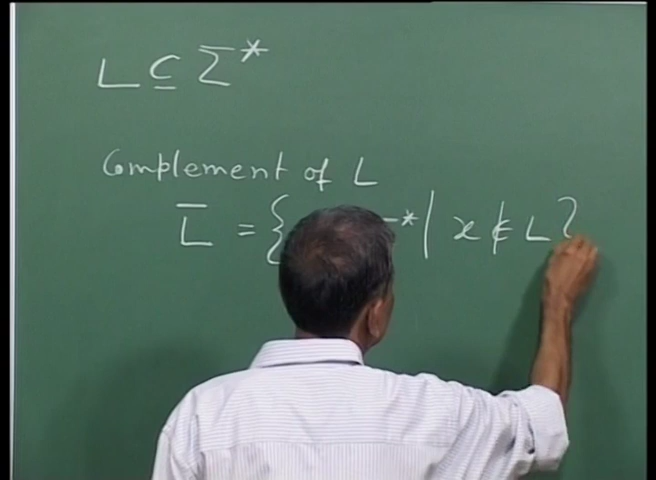 L ⊆ Σ*
Complement of L
L̅ = { * | x ∉ L }